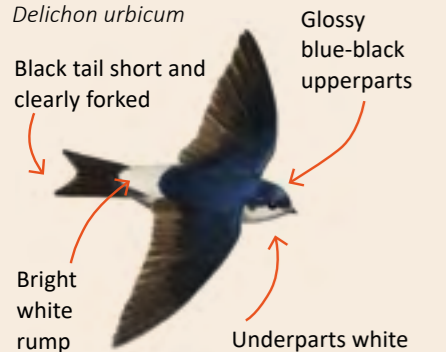 Delichon urbicum
Glossy
blue-black
upperparts
Black tail short and
clearly forked
Bright
white
rump
Underparts white